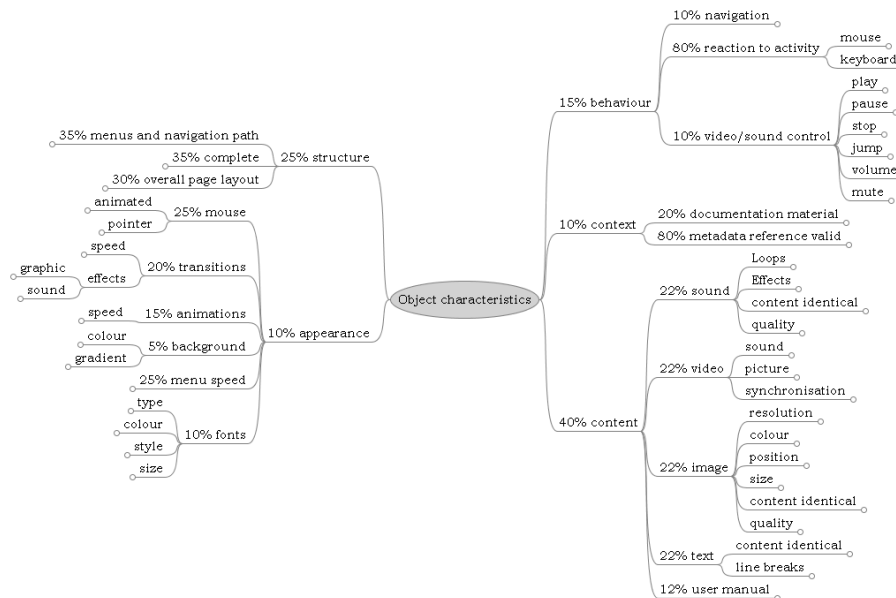 Object characteristics
25% structure
35% menus and navigation path
35% complete
30% overall page layout
10% appearance
25% mouse
animated
pointer
20% transitions
speed
effects
graphic
sound
15% animations
speed
5% background
colour
gradient
25% menu speed
10% fonts
type
colour
style
size
15% behaviour
10% navigation
80% reaction to activity
mouse
keyboard
10% video/sound control
play
pause
stop
jump
volume
mute
10% context
20% documentation material
80% metadata reference valid
40% content
22% sound
Loops
Effects
content identical
quality
22% video
sound
picture
synchronisation
22% image
resolution
colour
position
size
content identical
quality
22% text
content identical
line breaks
12% user manual